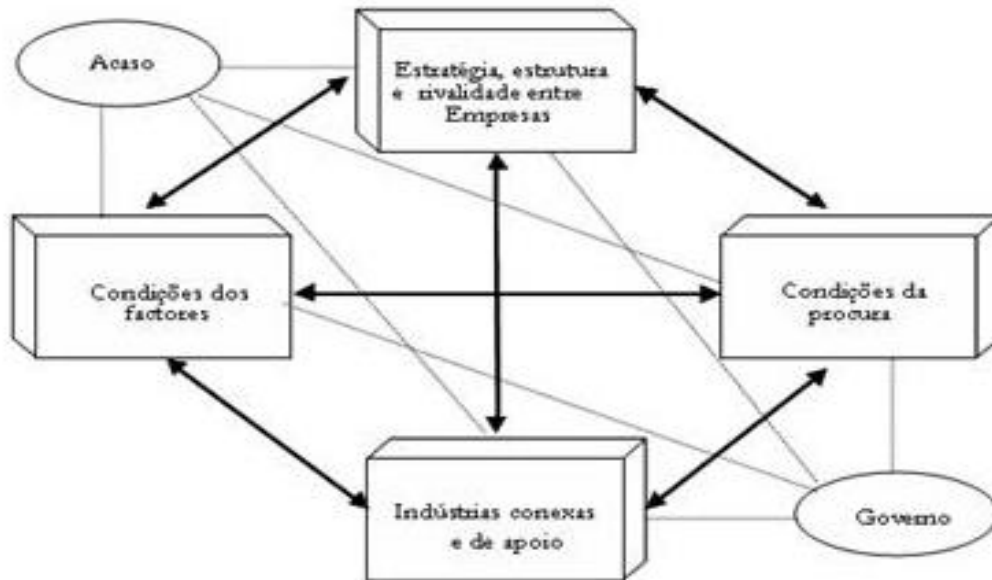 Acaso
Estratégia, estrutura
e rivalidade entre
Empresas
Condições dos
factores
Condições da
procura
Indústrias conexas
e de apoio
Governo